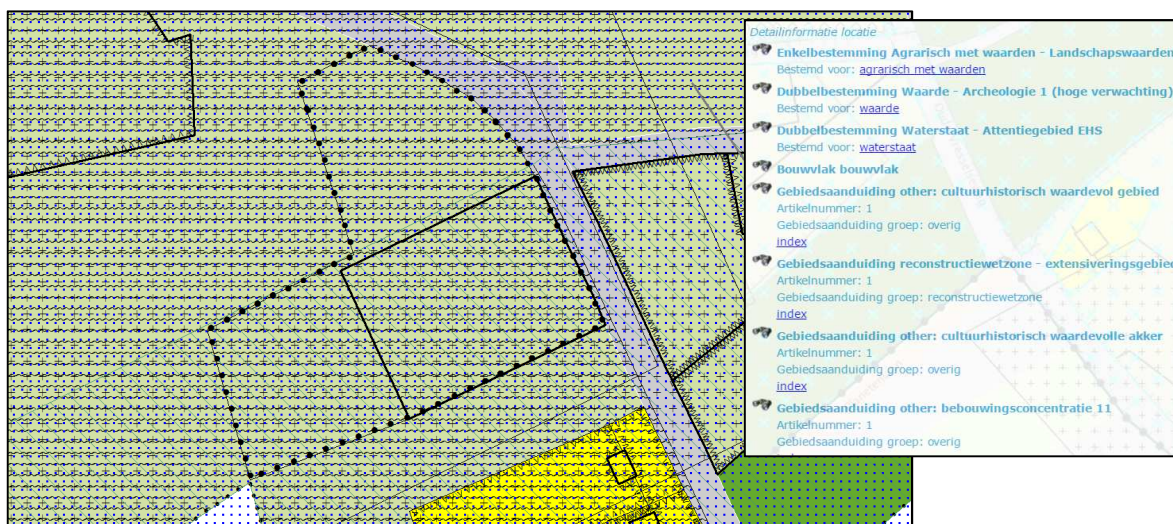 Detailinformatie locatie
Enkelbestemming Agrarisch met waarden - Landschapswaarden
Bestemd voor: agrarisch met waarden
Dubbelbestemming Waarde - Archeologie 1 (hoge verwachting)
Bestemd voor: waarde
Dubbelbestemming Waterstaat - Attentiegebied EHS
Bestemd voor: waterstaat
Bouwvlak bouwvlak
Gebiedsaanduiding other: cultuurhistorisch waardevol gebied
Artikelnummer: 1
Gebiedsaanduiding groep: overig
index
Gebiedsaanduiding reconstructiewetzone - extensiveringsgebied
Artikelnummer: 1
Gebiedsaanduiding groep: reconstructiewetzone
index
Gebiedsaanduiding other: cultuurhistorisch waardevolle akker
Artikelnummer: 1
Gebiedsaanduiding groep: overig
index
Gebiedsaanduiding other: bebouwingsconcentratie 11
Artikelnummer: 1
Gebiedsaanduiding groep: overig